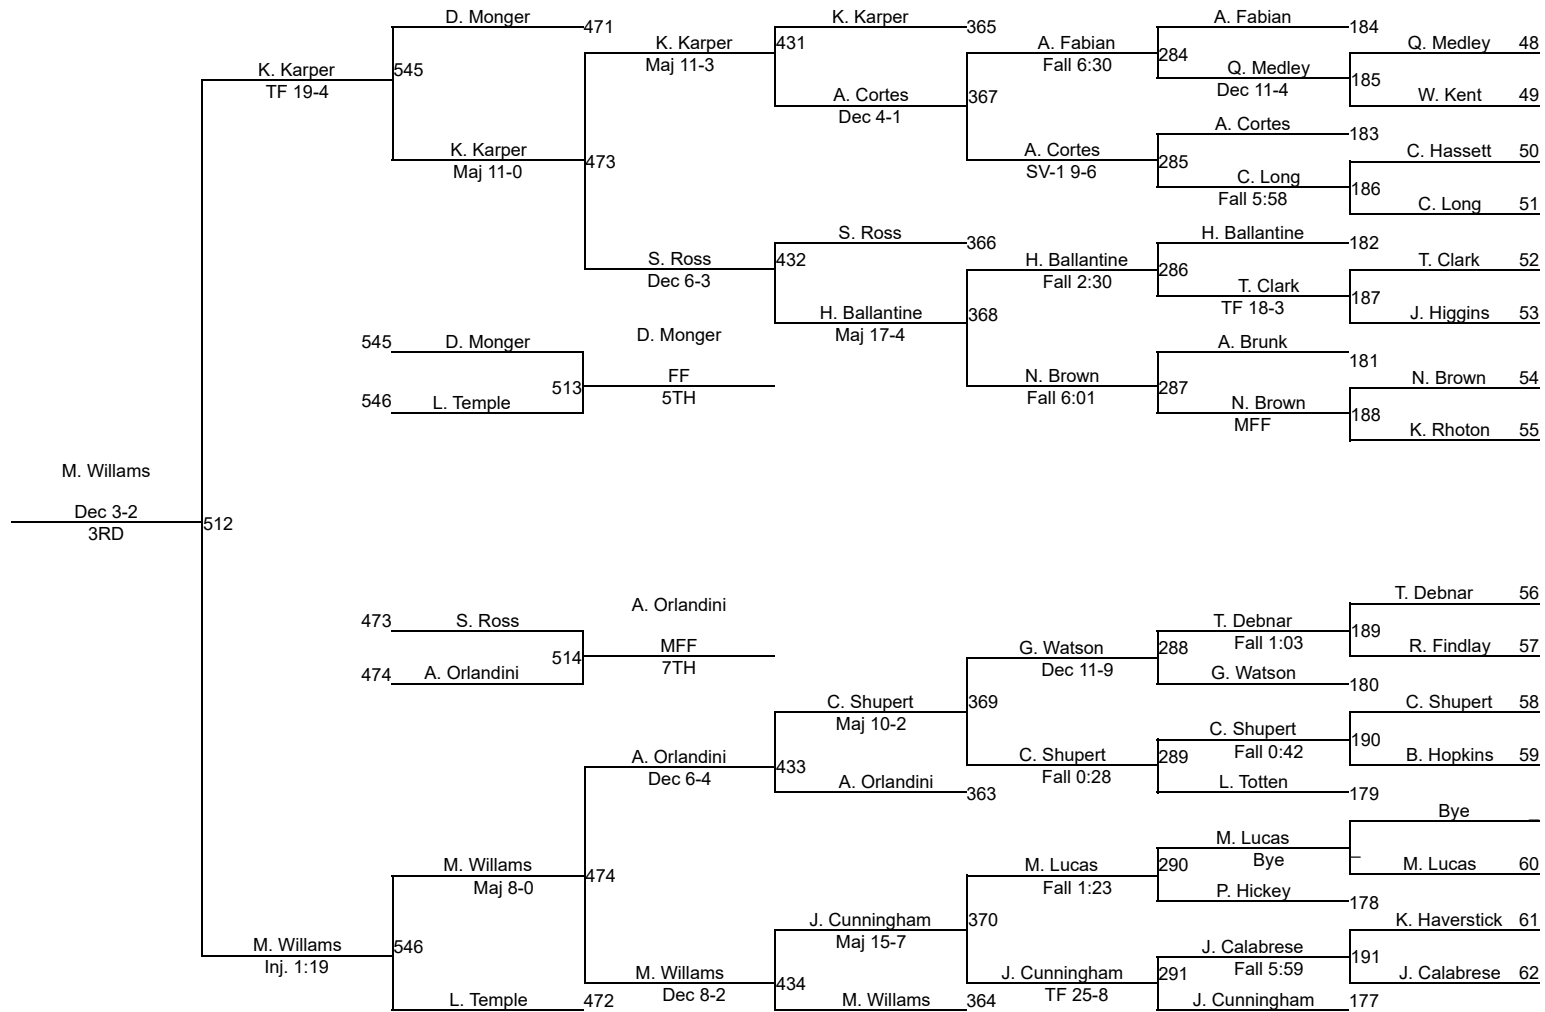 D. Monger
K. Karper
A. Fabian
471
365
184
K. Karper
431
A. Fabian
Q. Medley 48
Maj 11-3
Fall 6:30
284
K. Karper
545
Q. Medley
185
TF 19-4
A. Cortes
367
Dec 11-4
W. Kent 49
Dec 4-1
A. Cortes
183
K. Karper
473
A. Cortes
285
C. Hassett 50
Maj 11-0
SV-1 9-6
C. Long
186
Fall 5:58
C. Long 51
S. Ross
366
H. Ballantine
182
S. Ross
432
H. Ballantine
286
T. Clark 52
Dec 6-3
Fall 2:30
T. Clark
187
H. Ballantine
368
TF 18-3
J. Higgins 53
545 D. Monger
D. Monger
Maj 17-4
A. Brunk
181
513
FF
N. Brown
287
N. Brown 54
5TH
Fall 6:01
546 L. Temple
N. Brown
188
MFF
K. Rhoton 55
M. Willams
Dec 3-2
512
3RD
T. Debnar 56
473 S. Ross
A. Orlandini
T. Debnar
189
514
MFF
G. Watson
288
Fall 1:03
R. Findlay 57
7TH
Dec 11-9
474 A. Orlandini
G. Watson
180
C. Shupert
369
C. Shupert 58
Maj 10-2
C. Shupert
190
A. Orlandini
433
C. Shupert
289
Fall 0:42
B. Hopkins 59
Dec 6-4
Fall 0:28
A. Orlandini
363
L. Totten
179
Bye _
M. Lucas
_
M. Willams
474
M. Lucas
290
Bye
M. Lucas 60
Maj 8-0
Fall 1:23
P. Hickey
178
J. Cunningham
370
K. Haverstick 61
M. Willams
546
Maj 15-7
J. Calabrese
191
Inj. 1:19
M. Willams
434
J. Cunningham
291
Fall 5:59
J. Calabrese 62
Dec 8-2
TF 25-8
L. Temple
472
M. Willams
364
J. Cunningham
177